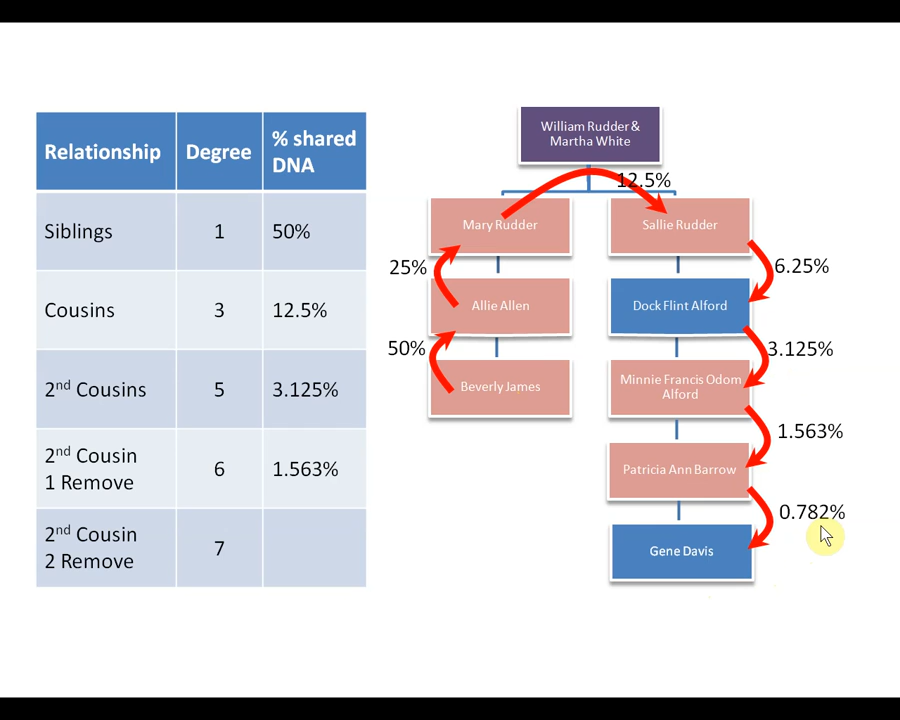 Relationship
Degree
% shared
DNA
Siblings
1
50%
Cousins
3
12.5%
2nd Cousins
5
3.125%
2nd Cousin
1 Remove
6
1.563%
2nd Cousin
2 Remove
7
William Rudder &
Martha White
12.5%
Mary Rudder
Sallie Rudder
25%
6.25%
Allie Allen
Dock Flint Alford
50%
3.125%
Beverly James
Minnie Francis Odom
Alford
1.563%
Patricia Ann Barrow
0.782%
Gene Davis